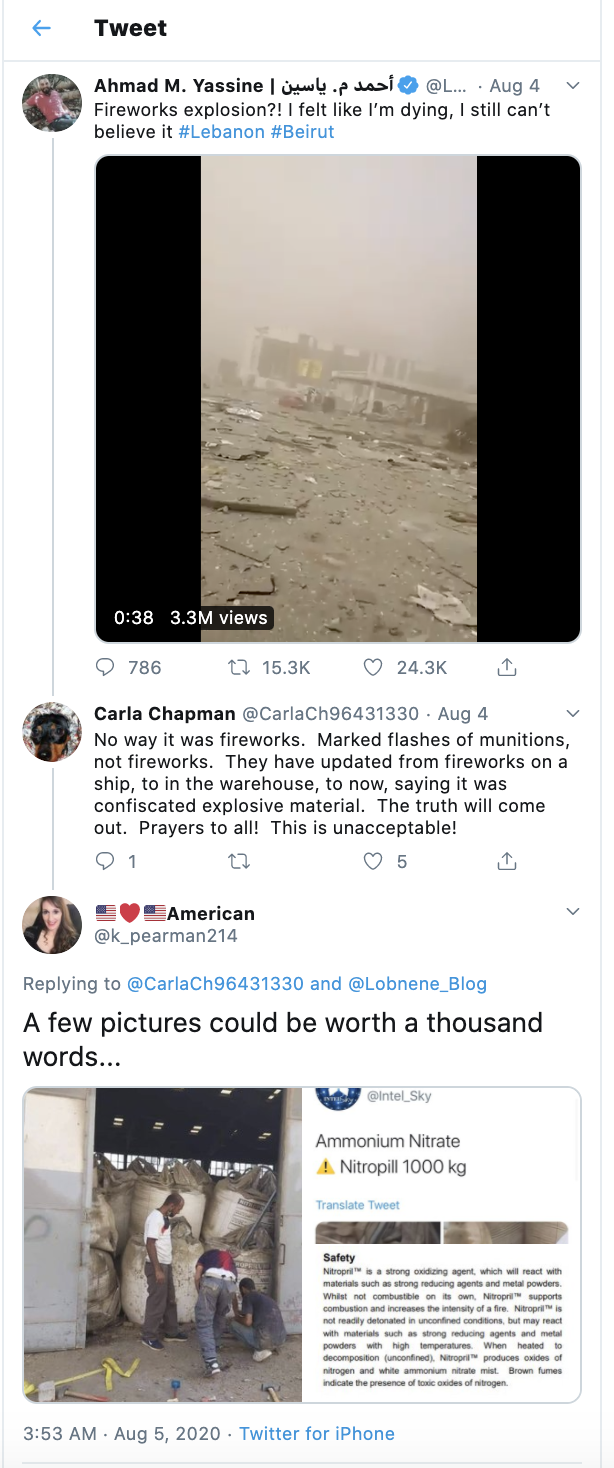 Tweet
Ahmad M. Yassine | أحمد م. ياسين @L... · Aug 4
Fireworks explosion?! I felt like I’m dying, I still can’t
believe it #Lebanon #Beirut
0:38 3.3M views
786 15.3K 24.3K
Carla Chapman @CarlaCh96431330 · Aug 4
No way it was fireworks. Marked flashes of munitions,
not fireworks. They have updated from fireworks on a
ship, to in the warehouse, to now, saying it was
confiscated explosive material. The truth will come
out. Prayers to all! This is unacceptable!
1 5
American
@k_pearman214
Replying to @CarlaCh96431330 and @Lobnene_Blog
A few pictures could be worth a thousand
words...
@Intel_Sky
Ammonium Nitrate
Nitropill 1000 kg
Translate Tweet
Safety
Nitropril™ is a strong oxidizing agent, which will react with
materials such as strong reducing agents and metal powders.
Whilst not combustible on its own, Nitropril™ supports
combustion and increases the intensity of a fire. Nitropril™ is
not readily detonated in unconfined conditions, but may react
with materials such as strong reducing agents and metal
powders with high temperatures. When heated to
decomposition (unconfined), Nitropril™ produces oxides of
nitrogen and white ammonium nitrate mist. Brown fumes
indicate the presence of toxic oxides of nitrogen.
3:53 AM · Aug 5, 2020 · Twitter for iPhone